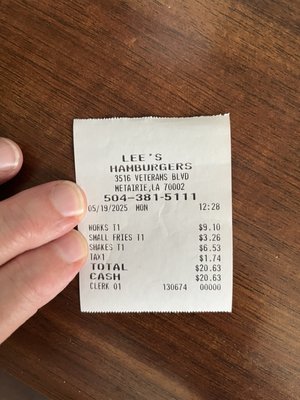 LEE'S
HAMBURGERS
3516 VETERANS BLVD
METAIRIE,LA 70002
504-381-5111
05/19/2025 MON 12:28
WORKS T1 $9.10
SMALL FRIES T1 $3.26
SHAKES T1 $6.53
TAX1 $1.74
TOTAL $20.63
CASH $20.63
CLERK 01 130674 00000